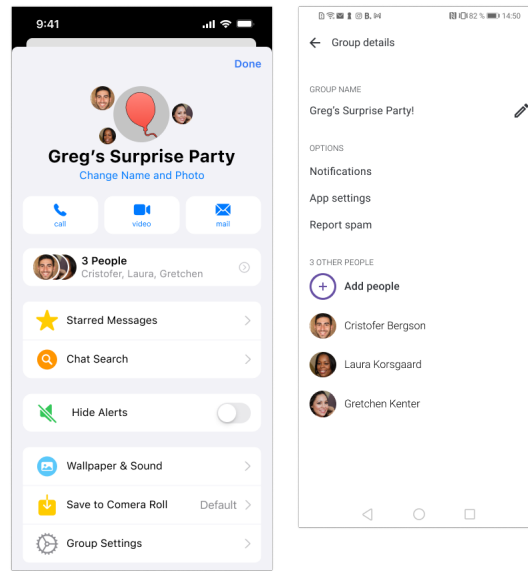 9:41
Done
Greg's Surprise Party
Change Name and Photo
call
video
mail
3 People
Cristofer, Laura, Gretchen
Starred Messages
Chat Search
Hide Alerts
Wallpaper & Sound
Save to Comera Roll
Default
Group Settings
B.
82 %
14:50
Group details
GROUP NAME
Greg's Surprise Party!
OPTIONS
Notifications
App settings
Report spam
3 OTHER PEOPLE
Add people
Cristofer Bergson
Laura Korsgaard
Gretchen Kenter